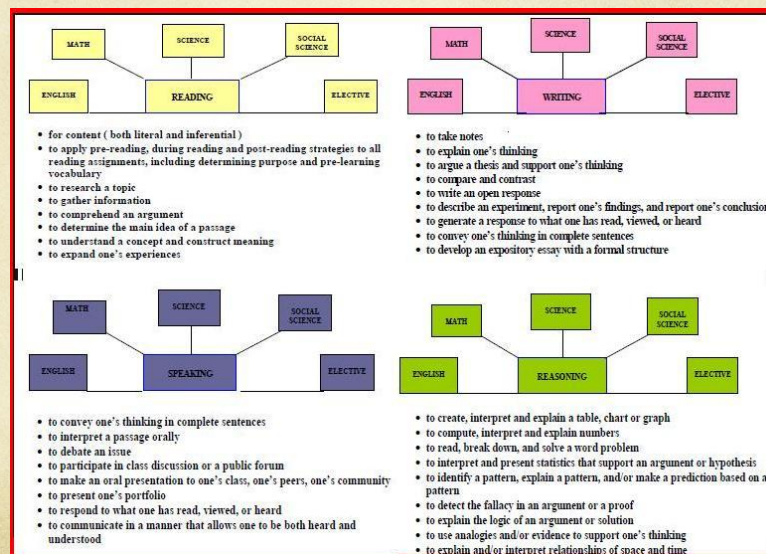 MATH
SCIENCE
SOCIAL
SCIENCE
ENGLISH
READING
ELECTIVE
• for content ( both literal and inferential )
• to apply pre-reading, during reading and post-reading strategies to all
reading assignments, including determining purpose and pre-learning
vocabulary
• to research a topic
• to gather information
• to comprehend an argument
• to determine the main idea of a passage
• to understand a concept and construct meaning
• to expand one's experiences
MATH
SCIENCE
SOCIAL
SCIENCE
ENGLISH
WRITING
ELECTIVE
• to take notes
• to explain one's thinking
• to argue a thesis and support one's thinking
• to compare and contrast
• to write an open response
• to describe an experiment, report one's findings, and report one's conclusion
• to generate a response to what one has read, viewed, or heard
• to convey one's thinking in complete sentences
• to develop an expository essay with a formal structure
MATH
SCIENCE
SOCIAL
SCIENCE
ENGLISH
SPEAKING
ELECTIVE
• to convey one's thinking in complete sentences
• to interpret a passage orally
• to debate an issue
• to participate in class discussion or a public forum
• to make an oral presentation to one's class, one's peers, one's community
• to present one's portfolio
• to respond to what one has read, viewed, or heard
• to communicate in a manner that allows one to be both heard and
understood
MATH
SCIENCE
SOCIAL
SCIENCE
ENGLISH
REASONING
ELECTIVE
• to create, interpret and explain a table, chart or graph
• to compute, interpret and explain numbers
• to read, break down, and solve a word problem
• to interpret and present statistics that support an argument or hypothesis
• to identify a pattern, explain a pattern, and/or make a prediction based on a
pattern
• to detect the fallacy in an argument or a proof
• to explain the logic of an argument or solution
• to use analogies and/or evidence to support one's thinking
• to explain and/or interpret relationships of space and time